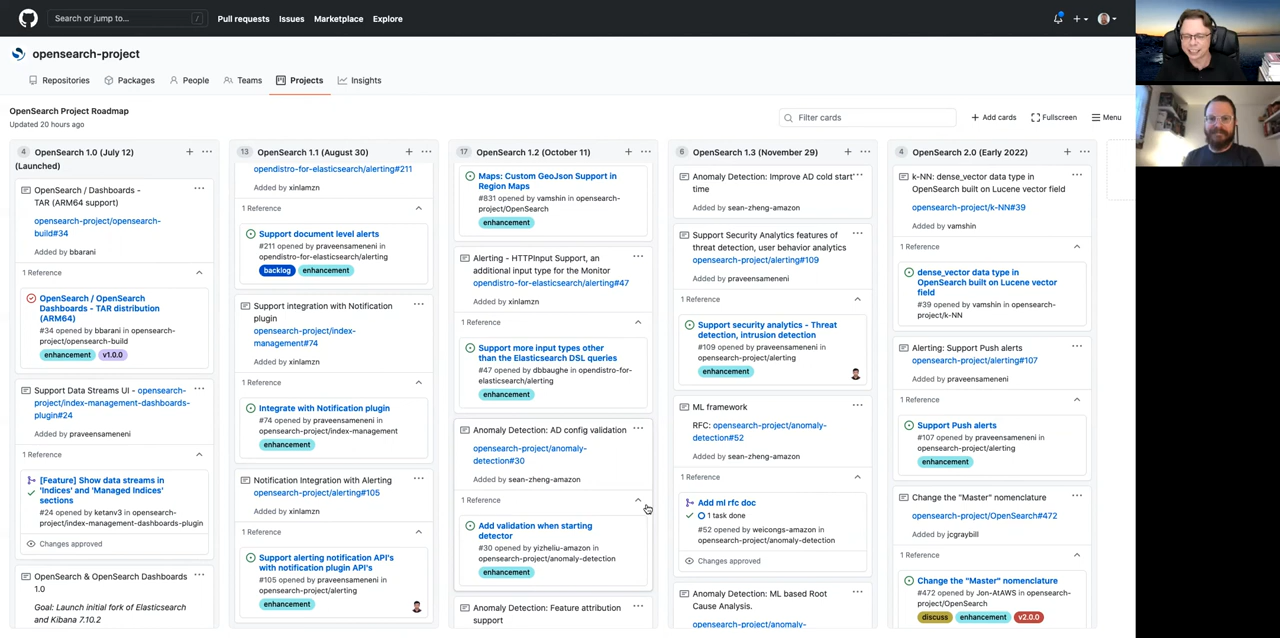 Search or jump to...
/
Pull requests
Issues
Marketplace
Explore
opensearch-project
Repositories
Packages
People
Teams
Projects
Insights
OpenSearch Project Roadmap
Updated 20 hours ago
Filter cards
Add cards
Fullscreen
Menu
4
OpenSearch 1.0 (July 12)
(Launched)
OpenSearch / Dashboards -
TAR (ARM64 support)
opensearch-project/opensearch-
build#34
Added by bbarani
1 Reference
OpenSearch / OpenSearch
Dashboards - TAR distribution
(ARM64)
#34 opened by bbarani in opensearch-
project/opensearch-build
enhancement
v1.0.0
Support Data Streams UI - opensearch-
project/index-management-dashboards-
plugin#24
Added by praveensameneni
1 Reference
[Feature] Show data streams in
'Indices' and 'Managed Indices'
sections
#24 opened by ketanv3 in opensearch-
project/index-management-dashboards-plugin
Changes approved
OpenSearch & OpenSearch Dashboards
1.0
Goal: Launch initial fork of Elasticsearch
and Kibana 7.10.2
13
OpenSearch 1.1 (August 30)
opendistro-for-elasticsearch/alerting#211
Added by xinlamzn
1 Reference
Support document level alerts
#211 opened by praveensameneni in
opendistro-for-elasticsearch/alerting
backlog
enhancement
Support integration with Notification
plugin
opensearch-project/index-
management#74
Added by xinlamzn
1 Reference
Integrate with Notification plugin
#74 opened by praveensameneni in
opensearch-project/index-management
enhancement
Notification Integration with Alerting
opensearch-project/alerting#105
Added by xinlamzn
1 Reference
Support alerting notification API's
with notification plugin API's
#105 opened by praveensameneni in
opensearch-project/alerting
enhancement
17
OpenSearch 1.2 (October 11)
Maps: Custom GeoJson Support in
Region Maps
#831 opened by vamshin in opensearch-
project/OpenSearch
enhancement
Alerting - HTTPInput Support, an
additional input type for the Monitor
opendistro-for-elasticsearch/alerting#47
Added by xinlamzn
1 Reference
Support more input types other
than the Elasticsearch DSL queries
#47 opened by dbbaughe in opendistro-for-
elasticsearch/alerting
enhancement
Anomaly Detection: AD config validation
opensearch-project/anomaly-
detection#30
Added by sean-zheng-amazon
1 Reference
Add validation when starting
detector
#30 opened by yizheliu-amazon in
opensearch-project/anomaly-detection
enhancement
Anomaly Detection: Feature attribution
support
6
OpenSearch 1.3 (November 29)
Anomaly Detection: Improve AD cold start
time
Added by sean-zheng-amazon
Support Security Analytics features of
threat detection, user behavior analytics
opensearch-project/alerting#109
Added by praveensameneni
1 Reference
Support security analytics - Threat
detection, intrusion detection
#109 opened by praveensameneni in
opensearch-project/alerting
enhancement
ML framework
RFC: opensearch-project/anomaly-
detection#52
Added by sean-zheng-amazon
1 Reference
Add ml rfc doc
1 task done
#52 opened by weicongs-amazon in
opensearch-project/anomaly-detection
Changes approved
Anomaly Detection: ML based Root
Cause Analysis.
opensearch-project/anomaly-
4
OpenSearch 2.0 (Early 2022)
k-NN: dense_vector data type in
OpenSearch built on Lucene vector field
opensearch-project/k-NN#39
Added by vamshin
1 Reference
dense_vector data type in
OpenSearch built on Lucene vector
field
#39 opened by vamshin in opensearch-
project/k-NN
Alerting: Support Push alerts
opensearch-project/alerting#107
Added by praveensameneni
1 Reference
Support Push alerts
#107 opened by praveensameneni in
opensearch-project/alerting
enhancement
Change the "Master" nomenclature
opensearch-project/OpenSearch#472
Added by jcgraybill
1 Reference
Change the "Master" nomenclature
#472 opened by Jon-AtAWS in opensearch-
project/OpenSearch
discuss
enhancement
v2.0.0